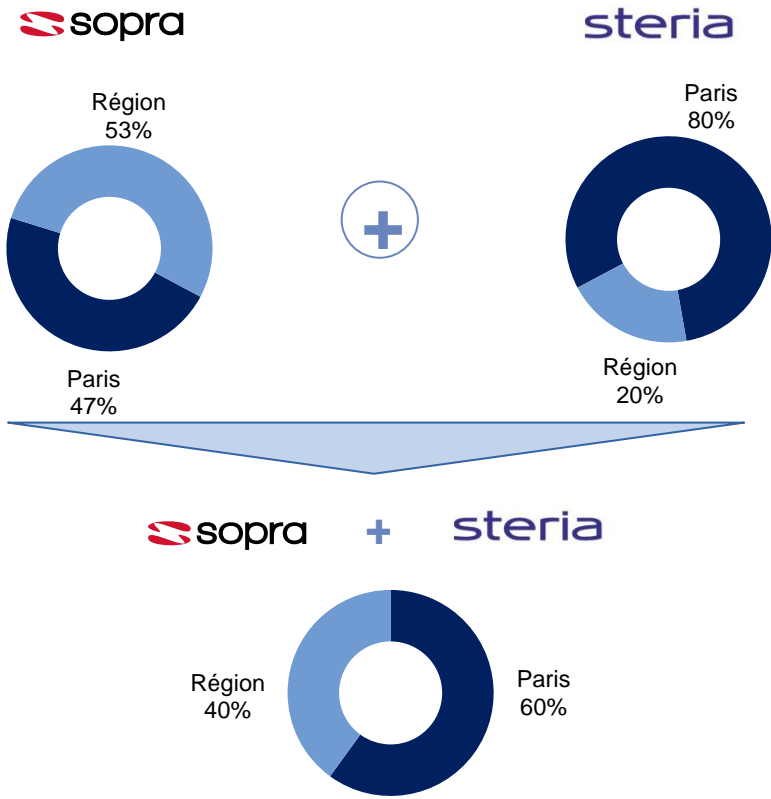 sopra
steria
Région
53%
Paris
80%
+
Paris
47%
Région
20%
sopra + steria
Région
40%
Paris
60%